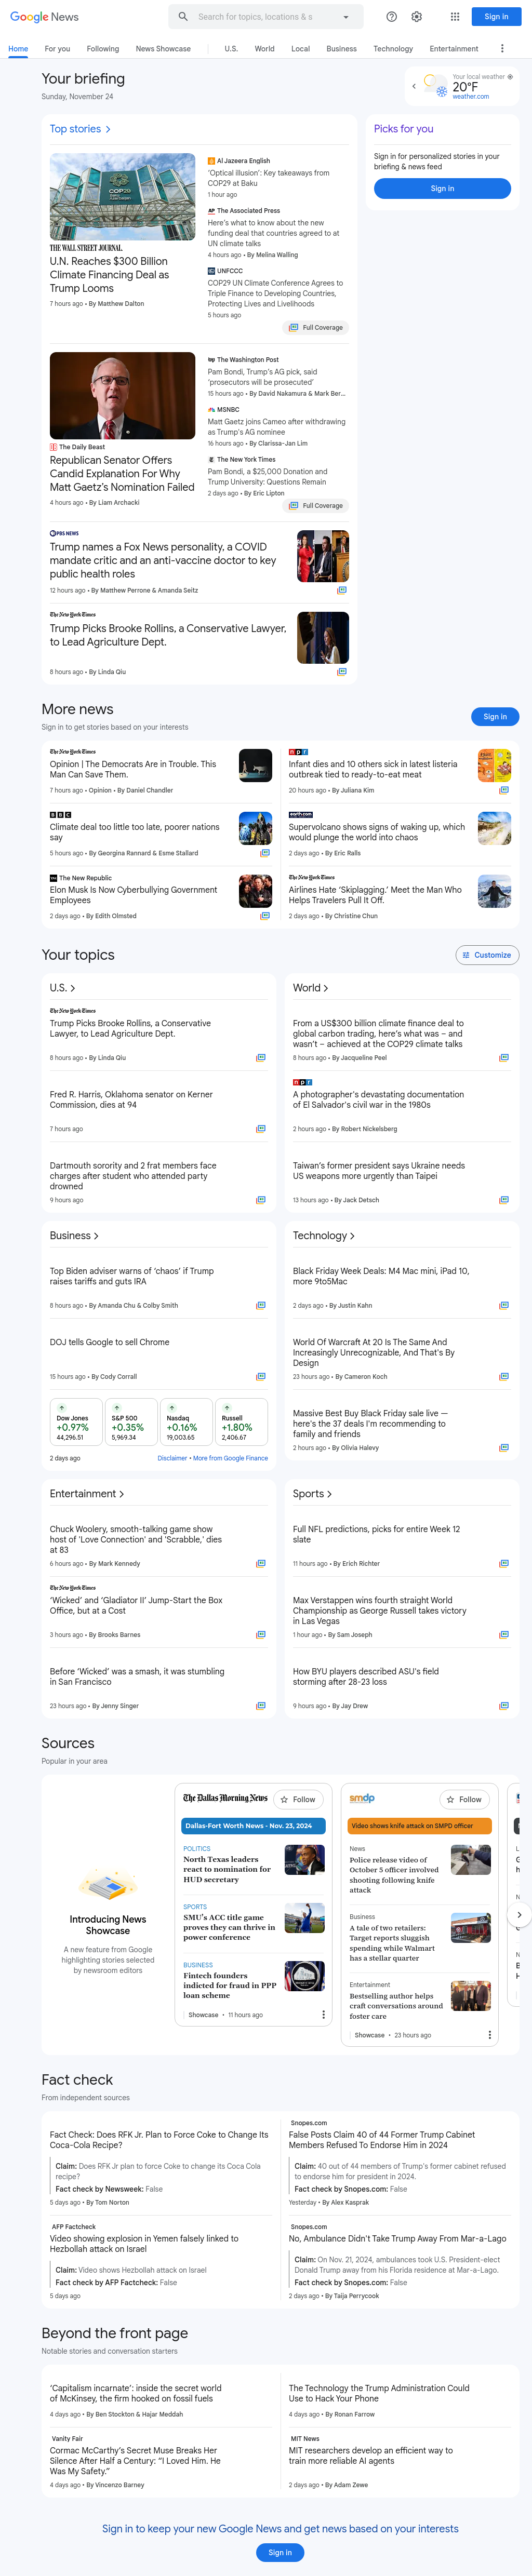 Google News
Search for topics, locations & s
Sign in
Home
For you
Following
News Showcase
U.S.
World
Local
Business
Technology
Entertainment
Your briefing
Sunday, November 24
Your local weather
20°F
weather.com
Top stories
COP29
THE WALL STREET JOURNAL
U.N. Reaches $300 Billion
Climate Financing Deal as
Trump Looms
7 hours ago • By Matthew Dalton
Al Jazeera English
‘Optical illusion’: Key takeaways from
COP29 at Baku
1 hour ago
AP The Associated Press
Here’s what to know about the new
funding deal that countries agreed to at
UN climate talks
4 hours ago • By Melina Walling
UNFCCC
COP29 UN Climate Conference Agrees to
Triple Finance to Developing Countries,
Protecting Lives and Livelihoods
5 hours ago
Full Coverage
The Daily Beast
Republican Senator Offers
Candid Explanation For Why
Matt Gaetz’s Nomination Failed
4 hours ago • By Liam Archacki
The Washington Post
Pam Bondi, Trump’s AG pick, said
‘prosecutors will be prosecuted’
15 hours ago • By David Nakamura & Mark Ber...
MSNBC
Matt Gaetz joins Cameo after withdrawing
as Trump’s AG nominee
16 hours ago • By Clarissa-Jan Lim
The New York Times
Pam Bondi, a $25,000 Donation and
Trump University: Questions Remain
2 days ago • By Eric Lipton
Full Coverage
PBS NEWS
Trump names a Fox News personality, a COVID
mandate critic and an anti-vaccine doctor to key
public health roles
12 hours ago • By Matthew Perrone & Amanda Seitz
The New York Times
Trump Picks Brooke Rollins, a Conservative Lawyer,
to Lead Agriculture Dept.
8 hours ago • By Linda Qiu
Picks for you
Sign in for personalized stories in your
briefing & news feed
Sign in
More news
Sign in to get stories based on your interests
Sign in
The New York Times
Opinion | The Democrats Are in Trouble. This
Man Can Save Them.
7 hours ago • Opinion • By Daniel Chandler
BBC
Climate deal too little too late, poorer nations
say
5 hours ago • By Georgina Rannard & Esme Stallard
The New Republic
Elon Musk Is Now Cyberbullying Government
Employees
2 days ago • By Edith Olmsted
npr
Infant dies and 10 others sick in latest listeria
outbreak tied to ready-to-eat meat
20 hours ago • By Juliana Kim
earth.com
Supervolcano shows signs of waking up, which
would plunge the world into chaos
2 days ago • By Eric Ralls
The New York Times
Airlines Hate ‘Skiplagging.’ Meet the Man Who
Helps Travelers Pull It Off.
2 days ago • By Christine Chun
Your topics
Customize
U.S.
The New York Times
Trump Picks Brooke Rollins, a Conservative
Lawyer, to Lead Agriculture Dept.
8 hours ago • By Linda Qiu
Fred R. Harris, Oklahoma senator on Kerner
Commission, dies at 94
7 hours ago
Dartmouth sorority and 2 frat members face
charges after student who attended party
drowned
9 hours ago
World
From a US$300 billion climate finance deal to
global carbon trading, here’s what was – and
wasn’t – achieved at the COP29 climate talks
8 hours ago • By Jacqueline Peel
npr
A photographer's devastating documentation
of El Salvador's civil war in the 1980s
2 hours ago • By Robert Nickelsberg
Taiwan’s former president says Ukraine needs
US weapons more urgently than Taipei
13 hours ago • By Jack Detsch
Business
Top Biden adviser warns of ‘chaos’ if Trump
raises tariffs and guts IRA
8 hours ago • By Amanda Chu & Colby Smith
DOJ tells Google to sell Chrome
15 hours ago • By Cody Corrall
Dow Jones
+0.97%
44,296.51
S&P 500
+0.35%
5,969.34
Nasdaq
+0.16%
19,003.65
Russell
+1.80%
2,406.67
2 days ago
Disclaimer • More from Google Finance
Technology
Black Friday Week Deals: M4 Mac mini, iPad 10,
more 9to5Mac
2 days ago • By Justin Kahn
World Of Warcraft At 20 Is The Same And
Increasingly Unrecognizable, And That's By
Design
23 hours ago • By Cameron Koch
Massive Best Buy Black Friday sale live —
here's the 37 deals I'm recommending to
family and friends
2 hours ago • By Olivia Halevy
Entertainment
Chuck Woolery, smooth-talking game show
host of 'Love Connection' and 'Scrabble,' dies
at 83
6 hours ago • By Mark Kennedy
The New York Times
‘Wicked’ and ‘Gladiator II’ Jump-Start the Box
Office, but at a Cost
3 hours ago • By Brooks Barnes
Before ‘Wicked’ was a smash, it was stumbling
in San Francisco
23 hours ago • By Jenny Singer
Sports
Full NFL predictions, picks for entire Week 12
slate
11 hours ago • By Erich Richter
Max Verstappen wins fourth straight World
Championship as George Russell takes victory
in Las Vegas
1 hour ago • By Sam Joseph
How BYU players described ASU's field
storming after 28-23 loss
9 hours ago • By Jay Drew
Sources
Popular in your area
Introducing News
Showcase
A new feature from Google
highlighting stories selected
by newsroom editors
The Dallas Morning News
Follow
Dallas-Fort Worth News - Nov. 23, 2024
POLITICS
North Texas leaders
react to nomination for
HUD secretary
SPORTS
SMU’s ACC title game
proves they can thrive in
power conference
BUSINESS
Fintech founders
indicted for fraud in PPP
loan scheme
Showcase • 11 hours ago
smdp
Follow
Video shows knife attack on SMPD officer
News
Police release video of
October 5 officer involved
shooting following knife
attack
Business
A tale of two retailers:
Target reports sluggish
spending while Walmart
has a stellar quarter
Entertainment
Bestselling author helps
craft conversations around
foster care
Showcase • 23 hours ago
Fact check
From independent sources
Fact Check: Does RFK Jr. Plan to Force Coke to Change Its
Coca-Cola Recipe?
Claim: Does RFK Jr plan to force Coke to change its Coca Cola
recipe?
Fact check by Newsweek: False
5 days ago • By Tom Norton
AFP Factcheck
Video showing explosion in Yemen falsely linked to
Hezbollah attack on Israel
Claim: Video shows Hezbollah attack on Israel
Fact check by AFP Factcheck: False
5 days ago
Snopes.com
False Posts Claim 40 of 44 Former Trump Cabinet
Members Refused To Endorse Him in 2024
Claim: 40 out of 44 members of Trump's former cabinet refused
to endorse him for president in 2024.
Fact check by Snopes.com: False
Yesterday • By Alex Kasprak
Snopes.com
No, Ambulance Didn't Take Trump Away From Mar-a-Lago
Claim: On Nov. 21, 2024, ambulances took U.S. President-elect
Donald Trump away from his Florida residence at Mar-a-Lago.
Fact check by Snopes.com: False
2 days ago • By Taija Perrycook
Beyond the front page
Notable stories and conversation starters
‘Capitalism incarnate’: inside the secret world
of McKinsey, the firm hooked on fossil fuels
4 days ago • By Ben Stockton & Hajar Meddah
Vanity Fair
Cormac McCarthy’s Secret Muse Breaks Her
Silence After Half a Century: “I Loved Him. He
Was My Safety.”
4 days ago • By Vincenzo Barney
The Technology the Trump Administration Could
Use to Hack Your Phone
4 days ago • By Ronan Farrow
MIT News
MIT researchers develop an efficient way to
train more reliable AI agents
2 days ago • By Adam Zewe
Sign in to keep your new Google News and get news based on your interests
Sign in